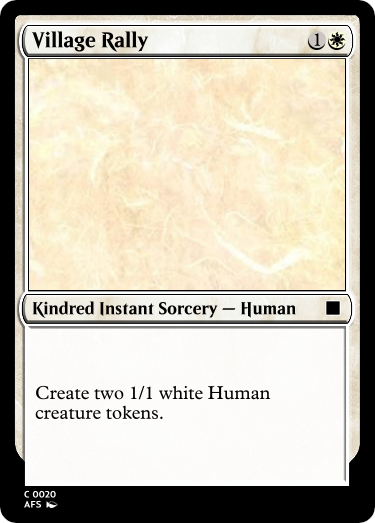 Village Rally 1
Kindred Instant Sorcery — Human
Create two 1/1 white Human
creature tokens.
C 0020
AFS